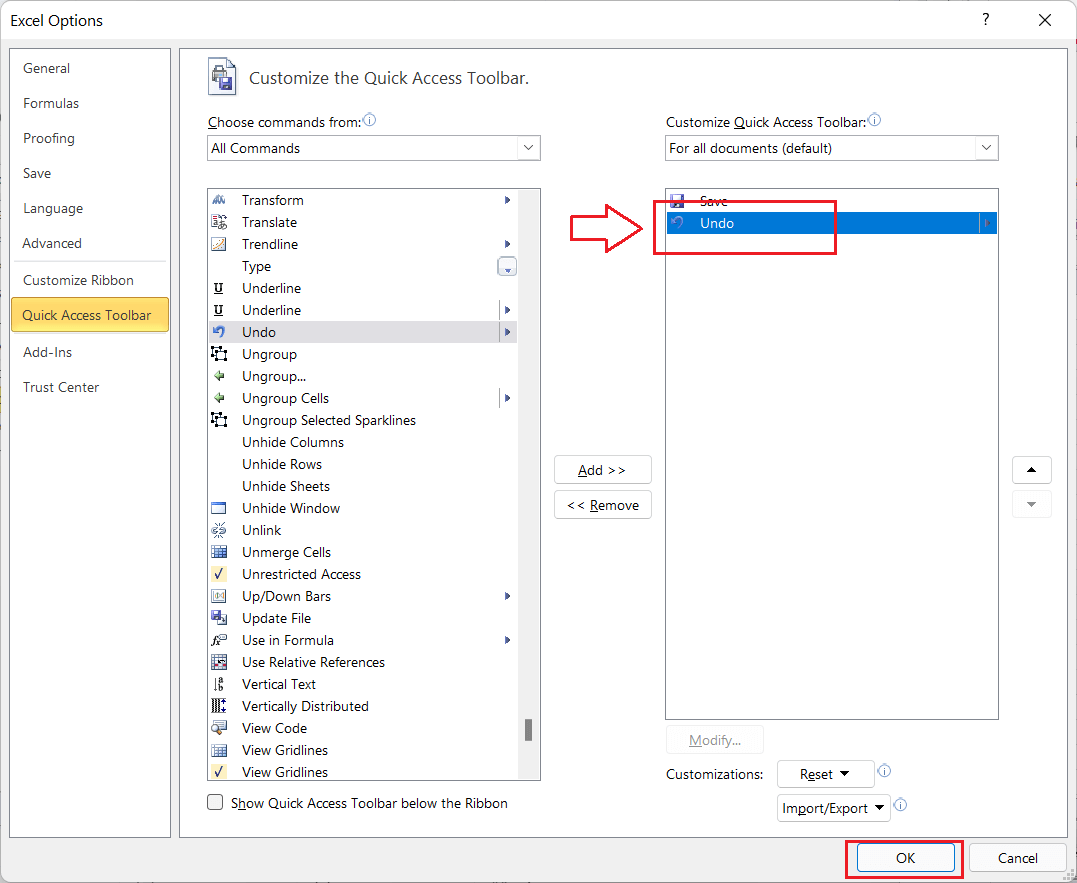 Excel Options
?
General
Formulas
Proofing
Save
Language
Advanced
Customize Ribbon
Quick Access Toolbar
Add-Ins
Trust Center
Customize the Quick Access Toolbar.
Choose commands from:
All Commands
Transform
Translate
Trendline
Type
U Underline
U Underline
Undo
Ungroup
Ungroup...
Ungroup Cells
Ungroup Selected Sparklines
Unhide Columns
Unhide Rows
Unhide Sheets
Unhide Window
Unlink
Unmerge Cells
Unrestricted Access
Up/Down Bars
Update File
Use in Formula
Use Relative References
Vertical Text
Vertically Distributed
View Code
View Gridlines
View Gridlines
Show Quick Access Toolbar below the Ribbon
Add >>
<< Remove
Customize Quick Access Toolbar:
For all documents (default)
Save
Undo
Modify...
Customizations:
Reset
Import/Export
OK
Cancel